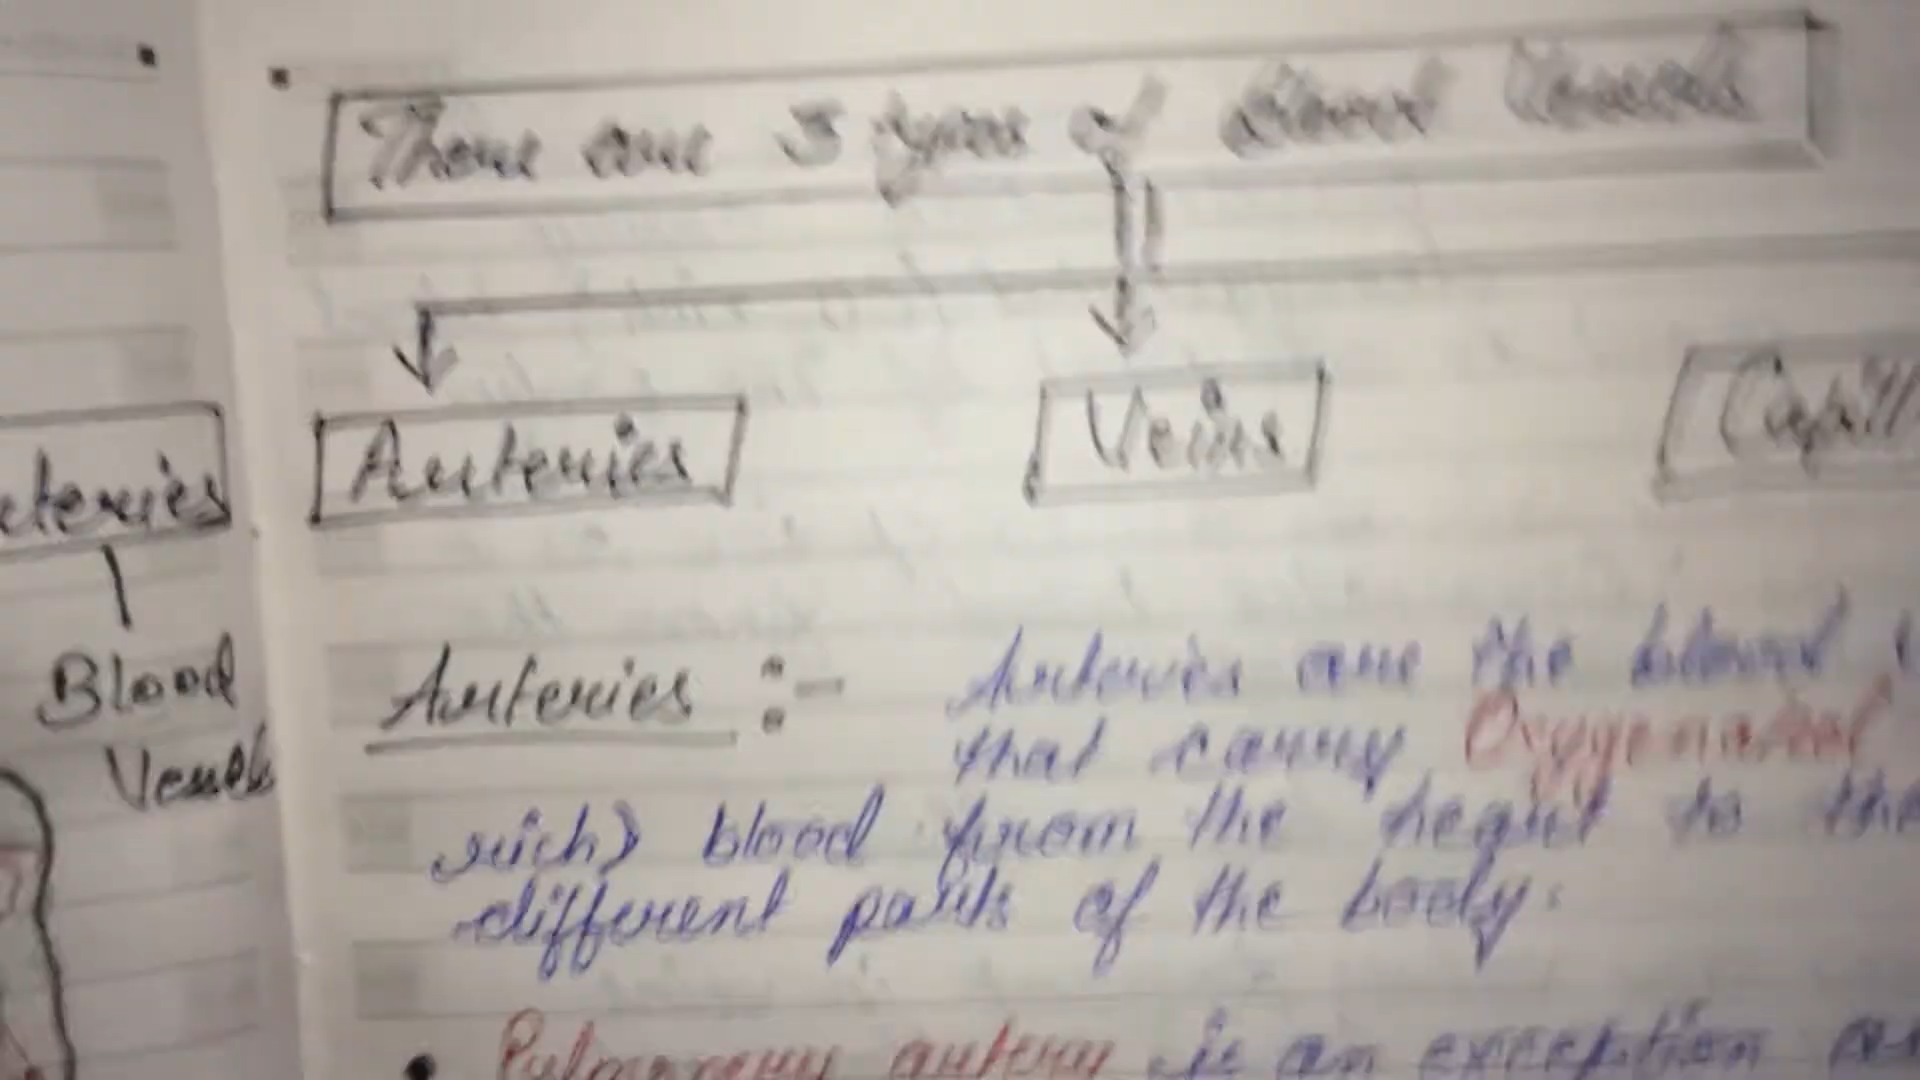 There are 3 types of blood Vessels
Arteries Veins Capill
teries
Blood
Vessels
Arteries :- Arteries are the blood
that carry Oxygenated
rich) blood from the heart to the
different parts of the body.
Pulmonary artery is an exception as